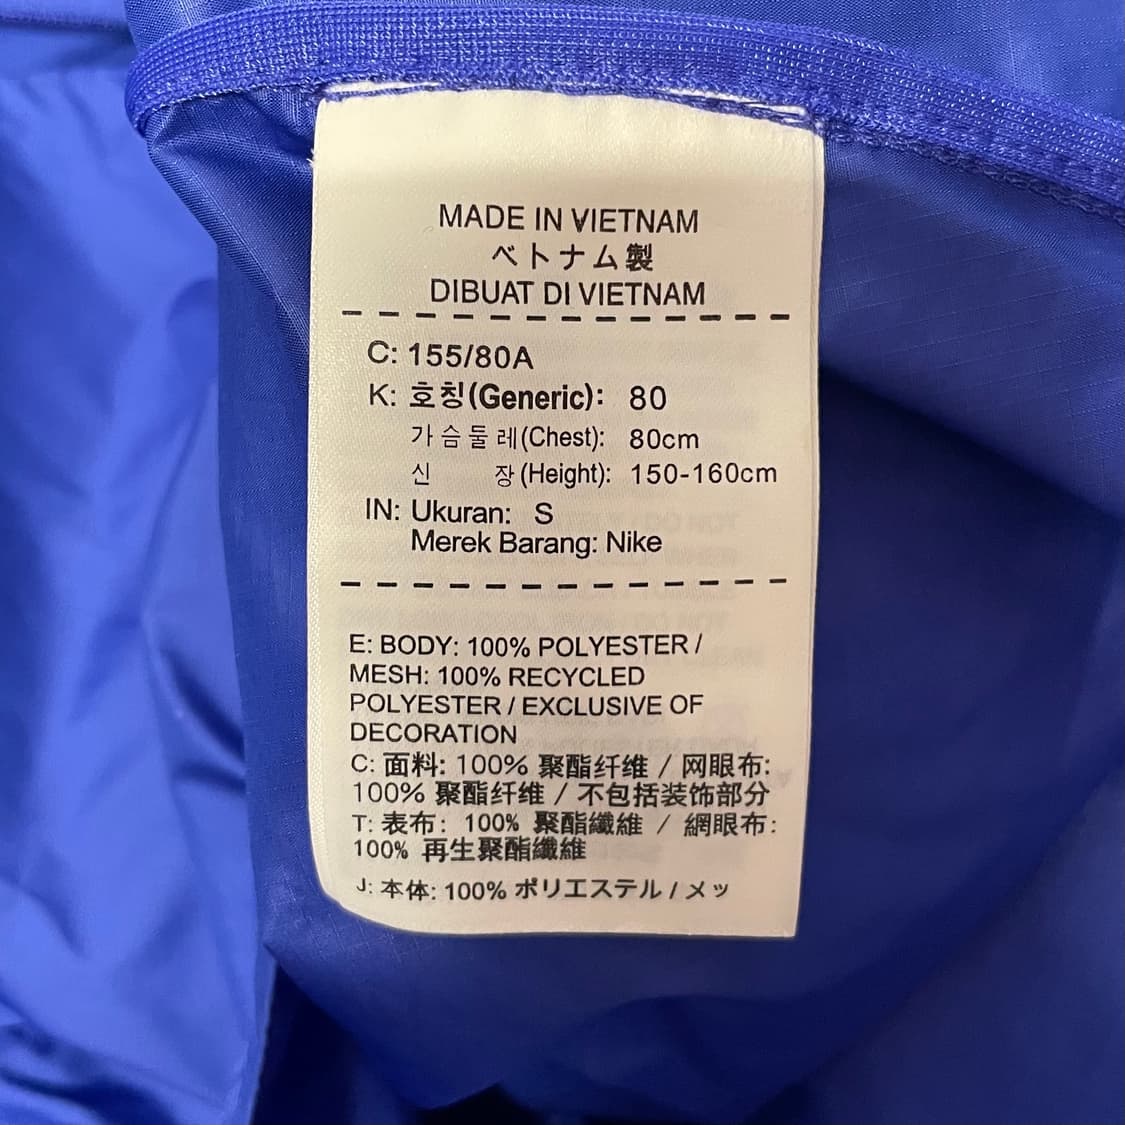 MADE IN VIETNAM
ベトナム製
DIBUAT DI VIETNAM
C: 155/80A
K: 호칭(Generic): 80
가슴둘레(Chest): 80cm
신 장(Height): 150-160cm
IN: Ukuran: S
Merek Barang: Nike
E: BODY: 100% POLYESTER /
MESH: 100% RECYCLED
POLYESTER / EXCLUSIVE OF
DECORATION
C: 面料: 100% 聚酯纤维 / 网眼布:
100% 聚酯纤维 / 不包括装饰部分
T: 表布: 100% 聚酯纖維 / 網眼布:
100% 再生聚酯纖維
J: 本体: 100% ポリエステル / メッ